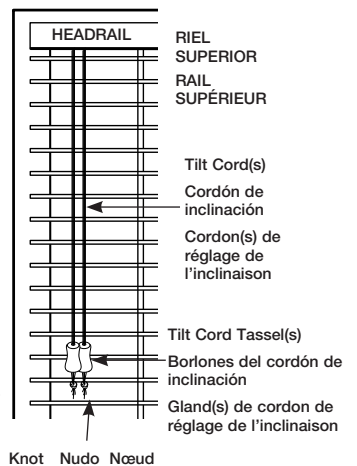 HEADRAIL
RIEL
SUPERIOR
RAIL
SUPÉRIEUR
Tilt Cord(s)
Cordón de
inclinación
Cordon(s) de
réglage de
l'inclinaison
Tilt Cord Tassel(s)
Borlones del cordón de
inclinación
Gland(s) de cordon de
réglage de l'inclinaison
Knot Nudo Nœud